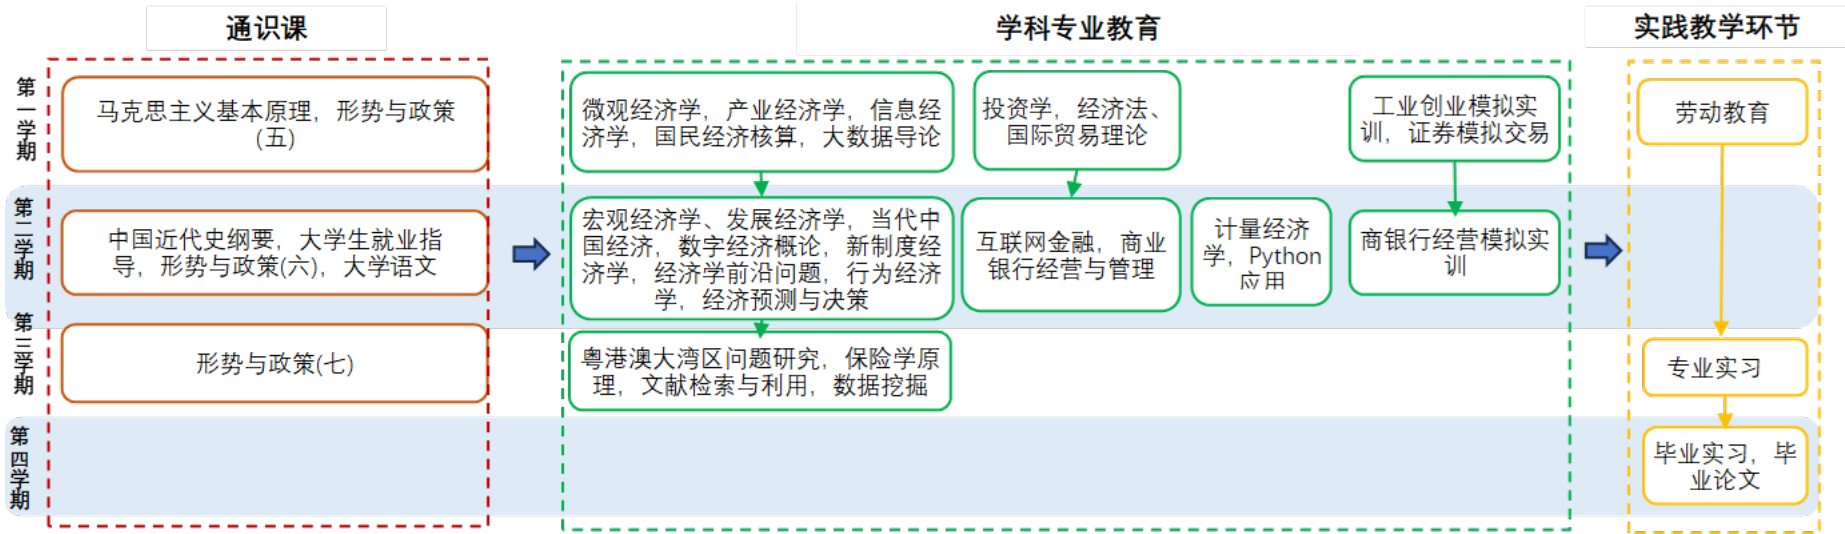 通识课
学科专业教育
实践教学环节
第一学期
马克思主义基本原理，形势与政策
(五)
微观经济学，产业经济学，信息经
济学，国民经济核算，大数据导论
投资学，经济法、
国际贸易理论
工业创业模拟实
训，证券模拟交易
劳动教育
第二学期
中国近代史纲要，大学生就业指
导，形势与政策(六)，大学语文
宏观经济学、发展经济学，当代中
国经济，数字经济概论，新制度经
济学，经济学前沿问题，行为经济
学，经济预测与决策
互联网金融，商业
银行经营与管理
计量经济
学，Python
应用
商银行经营模拟实
训
第三学期
形势与政策(七)
粤港澳大湾区问题研究，保险学原
理，文献检索与利用，数据挖掘
专业实习
第四学期
毕业实习，毕
业论文